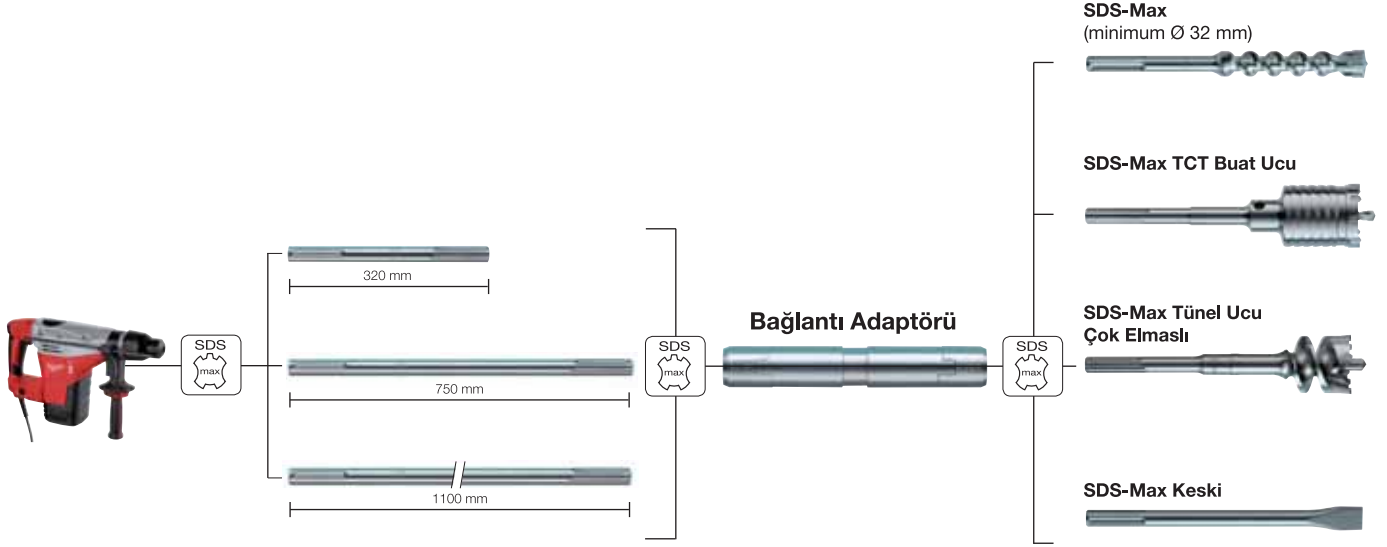 SDS-Max
(minimum Ø 32 mm)
SDS-Max TCT Buat Ucu
320 mm
SDS
max
750 mm
1100 mm
SDS
max
Bağlantı Adaptörü
SDS
max
SDS-Max Tünel Ucu
Çok Elmaslı
SDS-Max Keski